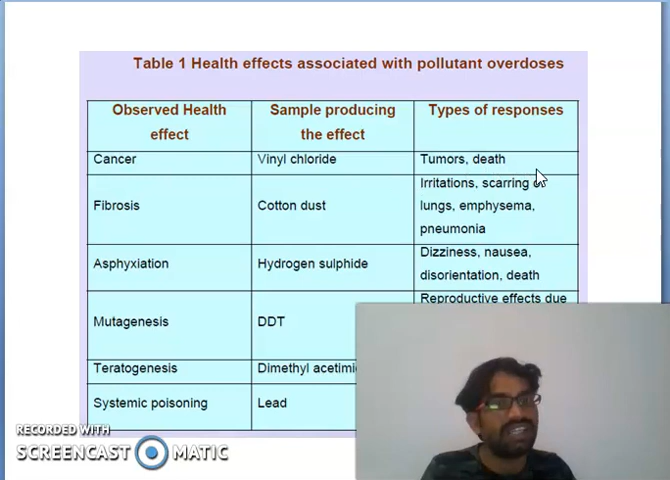 Table 1 Health effects associated with pollutant overdoses
Observed Health effect
Sample producing the effect
Types of responses
Cancer
Vinyl chloride
Tumors, death
Fibrosis
Cotton dust
Irritations, scarring of
lungs, emphysema,
pneumonia
Asphyxiation
Hydrogen sulphide
Dizziness, nausea,
disorientation, death
Mutagenesis
DDT
Reproductive effects due
Teratogenesis
Dimethyl
Systemic poisoning
Lead
RECORDED WITH
SCREENCAST MATIC